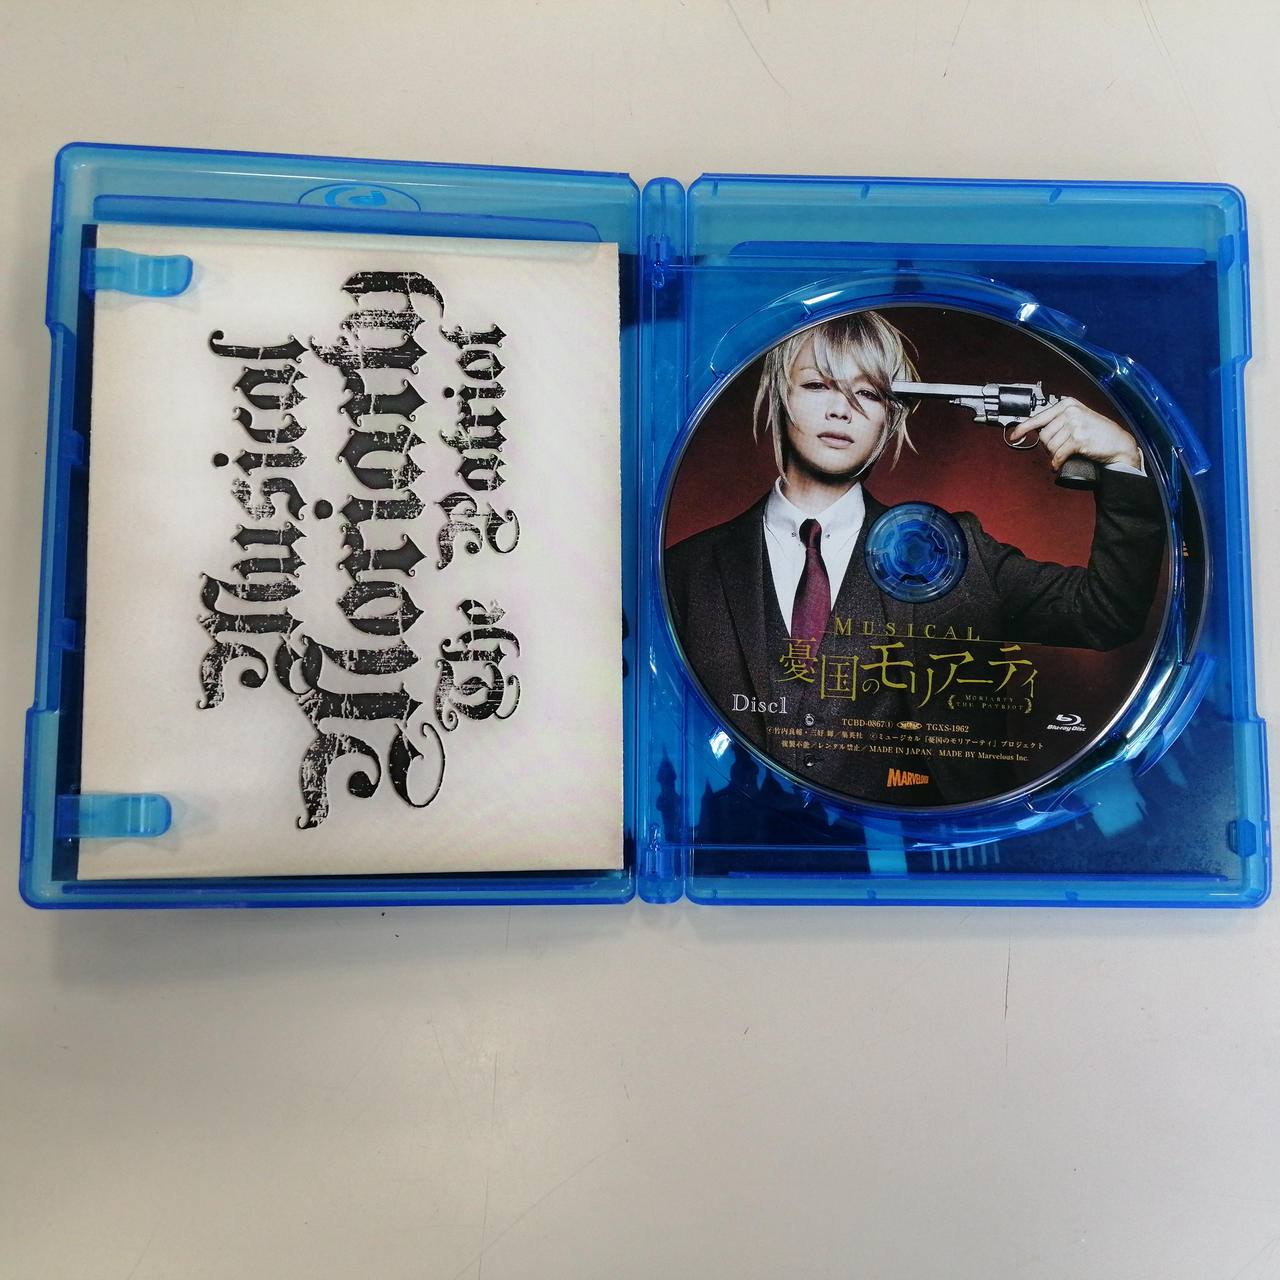 Musical
Moriarty
The Patriot
MUSICAL
憂国のモリアーティ
MORIARTY
THE PATRIOT
Disc1
TCBD-0867① TGXS-1962
Blu-ray Disc
©竹内良輔・三好 輝/集英社 ©ミュージカル『憂国のモリアーティ』プロジェクト
複製不能/レンタル禁止/MADE IN JAPAN MADE BY Marvelous Inc.
MARVELOUS!